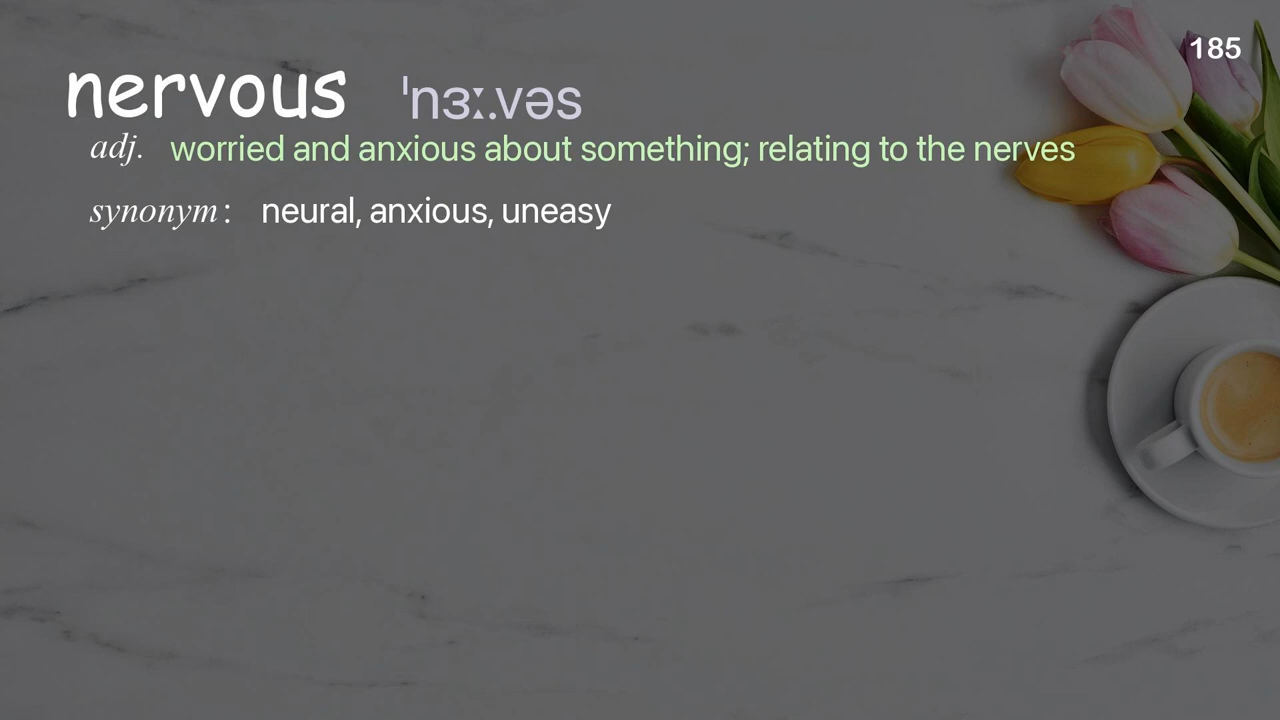 185
nervous ˈnɜː.vəs
adj. worried and anxious about something; relating to the nerves
synonym : neural, anxious, uneasy